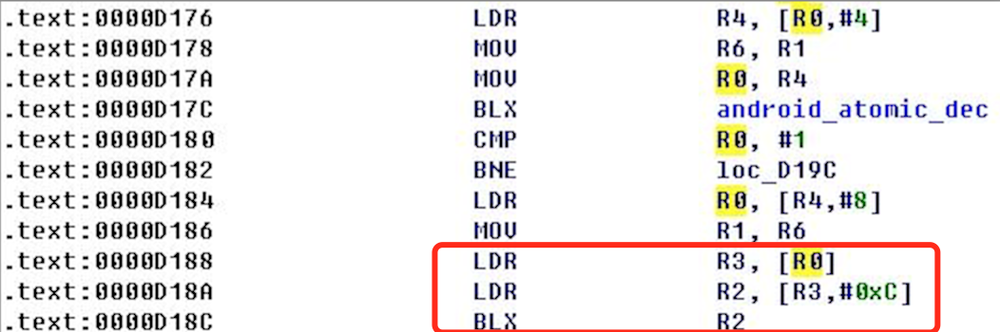 .text:0000D176 LDR R4, [R0,#4]
.text:0000D178 MOV R6, R1
.text:0000D17A MOV R0, R4
.text:0000D17C BLX android_atomic_dec
.text:0000D180 CMP R0, #1
.text:0000D182 BNE loc_D19C
.text:0000D184 LDR R0, [R4,#8]
.text:0000D186 MOV R1, R6
.text:0000D188 LDR R3, [R0]
.text:0000D18A LDR R2, [R3,#0xC]
.text:0000D18C BLX R2